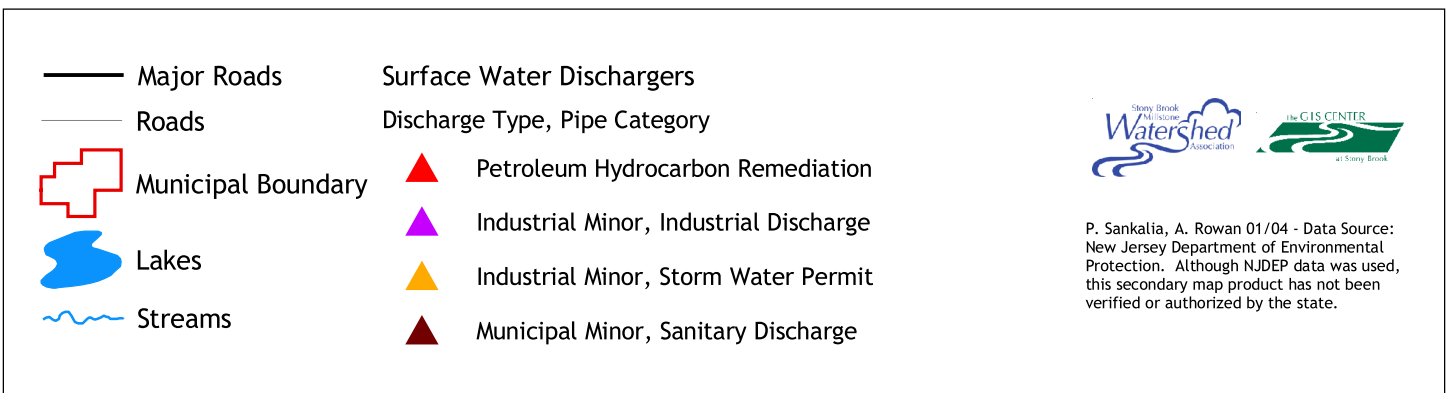 Major Roads
Roads
Municipal Boundary
Lakes
Streams
Surface Water Dischargers
Discharge Type, Pipe Category
Petroleum Hydrocarbon Remediation
Industrial Minor, Industrial Discharge
Industrial Minor, Storm Water Permit
Municipal Minor, Sanitary Discharge
Stony Brook
Millstone
Watershed
Association
the GIS CENTER
at Stony Brook
P. Sankalia, A. Rowan 01/04 - Data Source:
New Jersey Department of Environmental
Protection.  Although NJDEP data was used,
this secondary map product has not been
verified or authorized by the state.